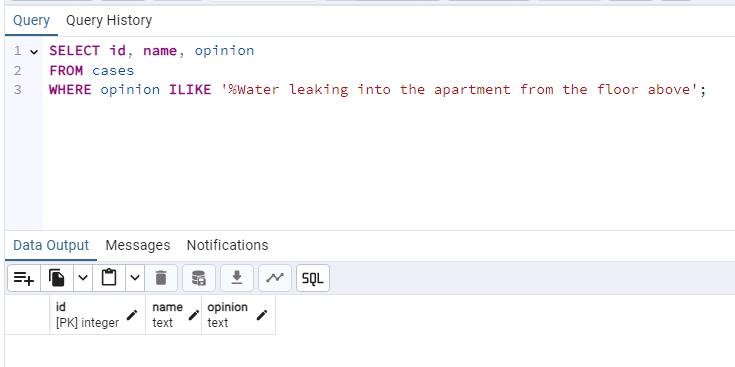 Query Query History
1 SELECT id, name, opinion
2 FROM cases
3 WHERE opinion ILIKE '%Water leaking into the apartment from the floor above';
Data Output Messages Notifications
SQL
id name opinion
[PK] integer text text